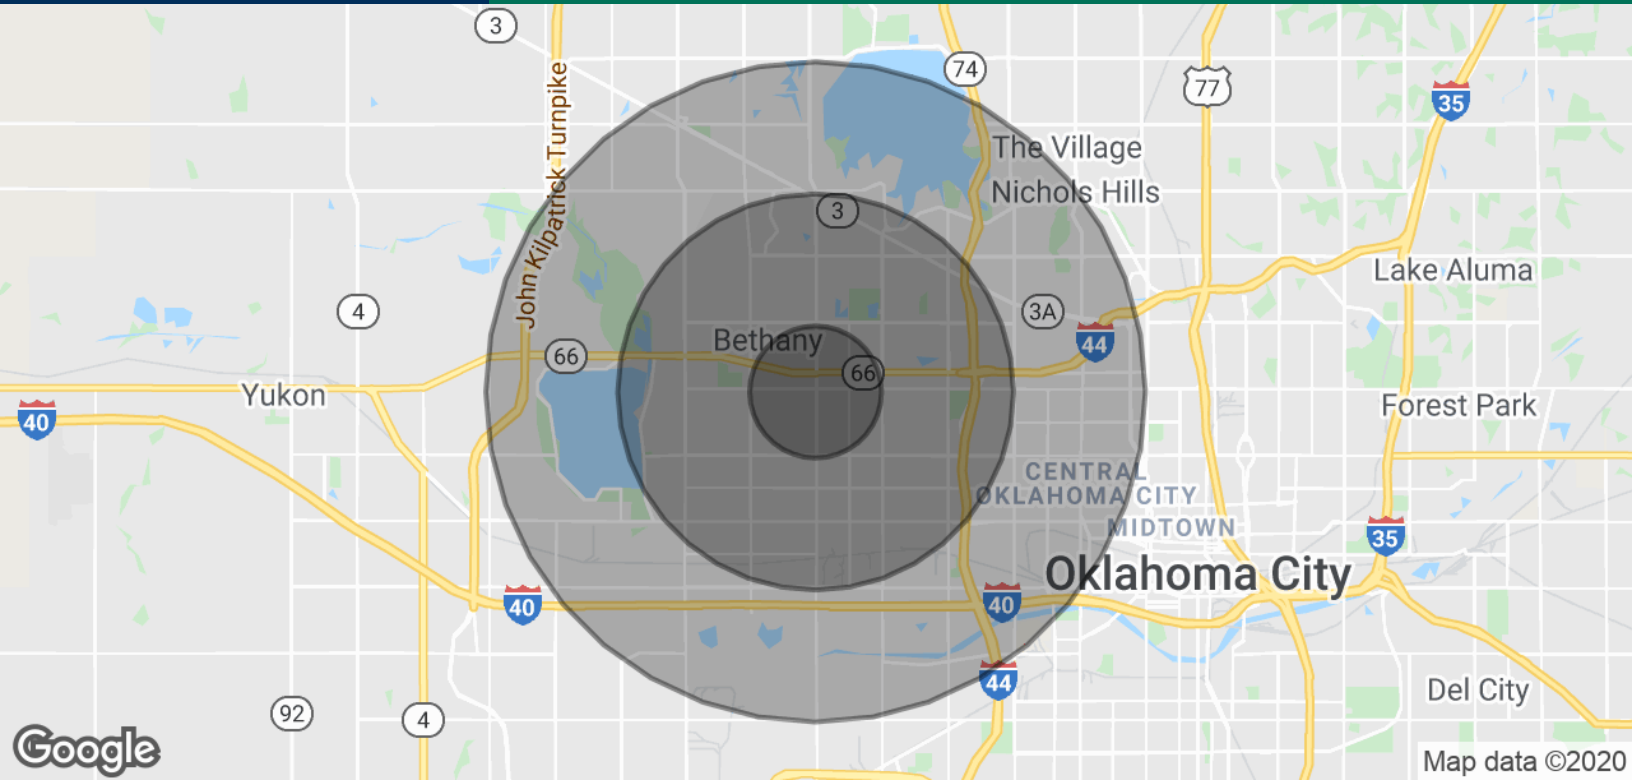 3
74
77
35
John Kilpatrick Turnpike
The Village
Nichols Hills
3
Lake Aluma
4
3A
Bethany
44
66
66
Yukon
40
Forest Park
CENTRAL
OKLAHOMA CITY
MIDTOWN
35
Oklahoma City
40
40
44
Del City
92
4
Google
Map data ©2020